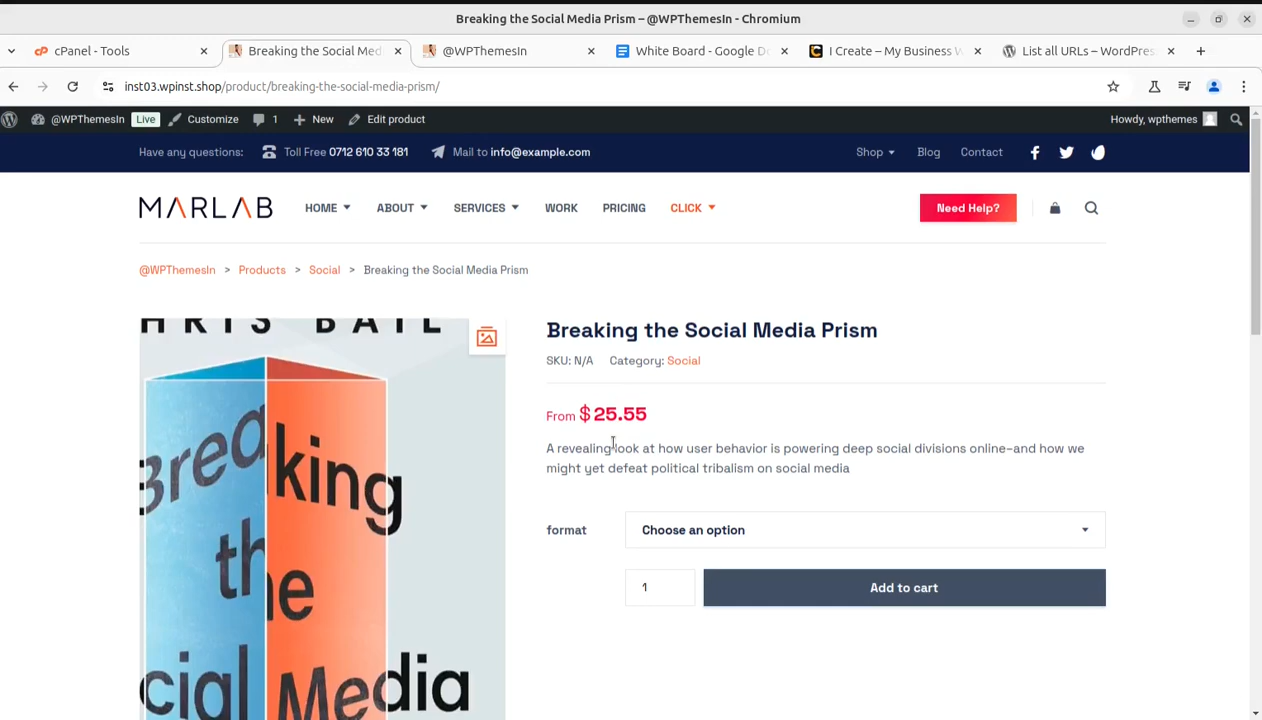 Breaking the Social Media Prism – @WPThemesIn - Chromium
cPanel - Tools
Breaking the Social Med
@WPThemesIn
White Board - Google Do
I Create – My Business W
List all URLs – WordPres
inst03.wpinst.shop/product/breaking-the-social-media-prism/
@WPThemesIn Live Customize 1 New Edit product Howdy, wpthemes
Have any questions: Toll Free 0712 610 33 181 Mail to info@example.com Shop Blog Contact
MARLAB HOME ABOUT SERVICES WORK PRICING CLICK Need Help?
@WPThemesIn > Products > Social > Breaking the Social Media Prism
HRIS BAIL
Breaking
the
cial Media
Breaking the Social Media Prism
SKU: N/A Category: Social
From $25.55
A revealing look at how user behavior is powering deep social divisions online–and how we
might yet defeat political tribalism on social media
format Choose an option
1 Add to cart